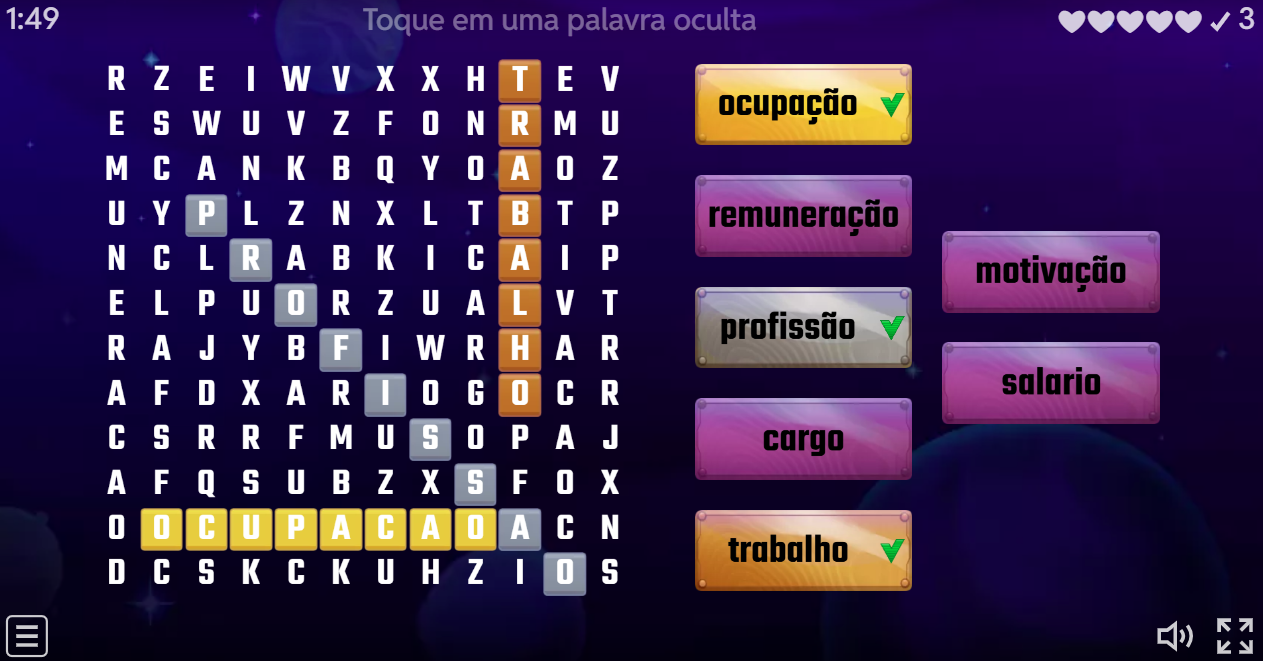 1:49
Toque em uma palavra oculta
3
R Z E I W V X X H T E V
E S W U V Z F O N R M U
M C A N K B Q Y O A O Z
U Y P L Z N X L T B T P
N C L R A B K I C A I P
E L P U O R Z U A L V T
R A J Y B F I W R H A R
A F D X A R I O G O C R
C S R R F M U S O P A J
A F Q S U B Z X S F O X
O O C U P A C A O A C N
D C S K C K U H Z I O S
ocupação
remuneração
profissão
cargo
trabalho
motivação
salario